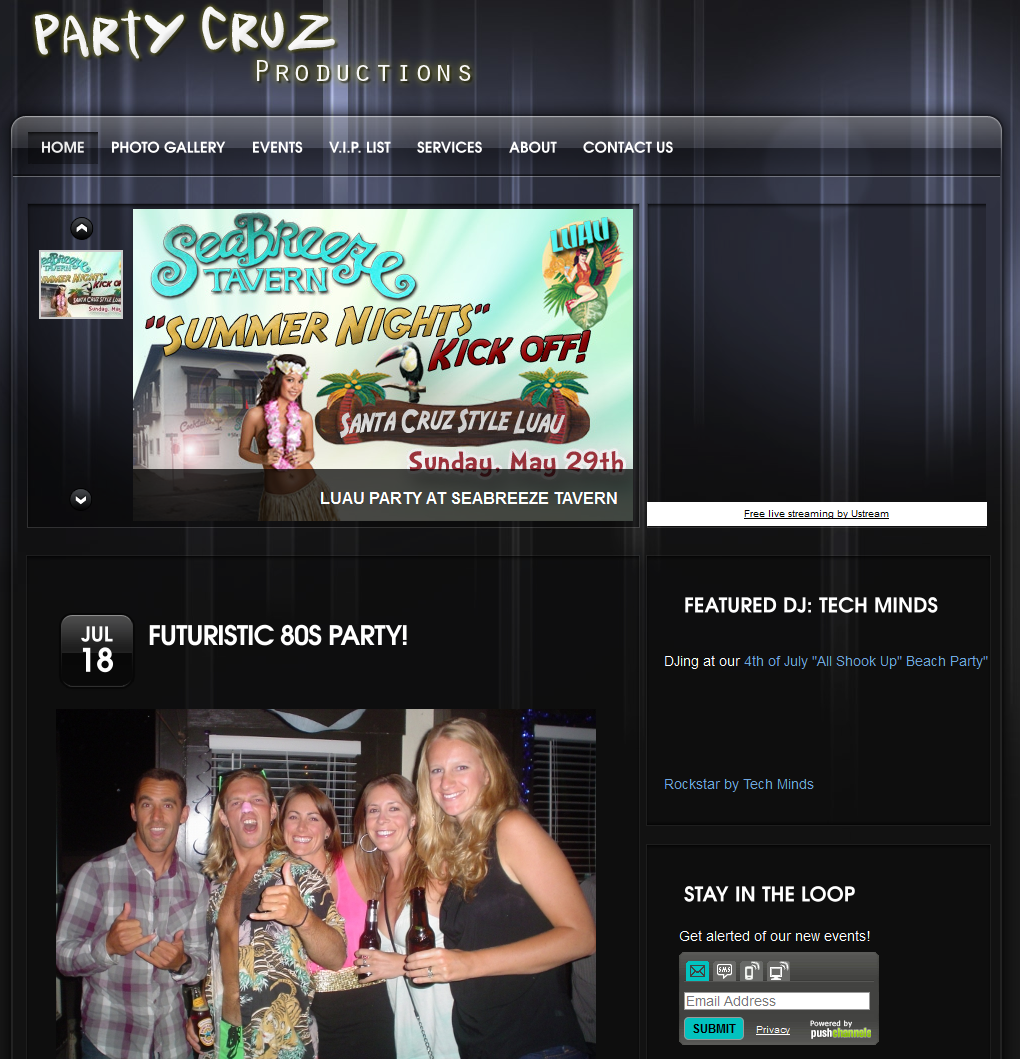 PARTY CRUZ
PRODUCTIONS
HOME
PHOTO GALLERY
EVENTS
V.I.P. LIST
SERVICES
ABOUT
CONTACT US
SEABREEZE
TAVERN
LUAU
"SUMMER NIGHTS"
KICK OFF!
SANTA CRUZ STYLE LUAU
Sunday, May 29th
LUAU PARTY AT SEABREEZE TAVERN
Free live streaming by Ustream
JUL
18
FUTURISTIC 80S PARTY!
FEATURED DJ: TECH MINDS
DJing at our 4th of July "All Shook Up" Beach Party"
Rockstar by Tech Minds
STAY IN THE LOOP
Get alerted of our new events!
SMS
Email Address
SUBMIT
Privacy
Powered by
pushchannels